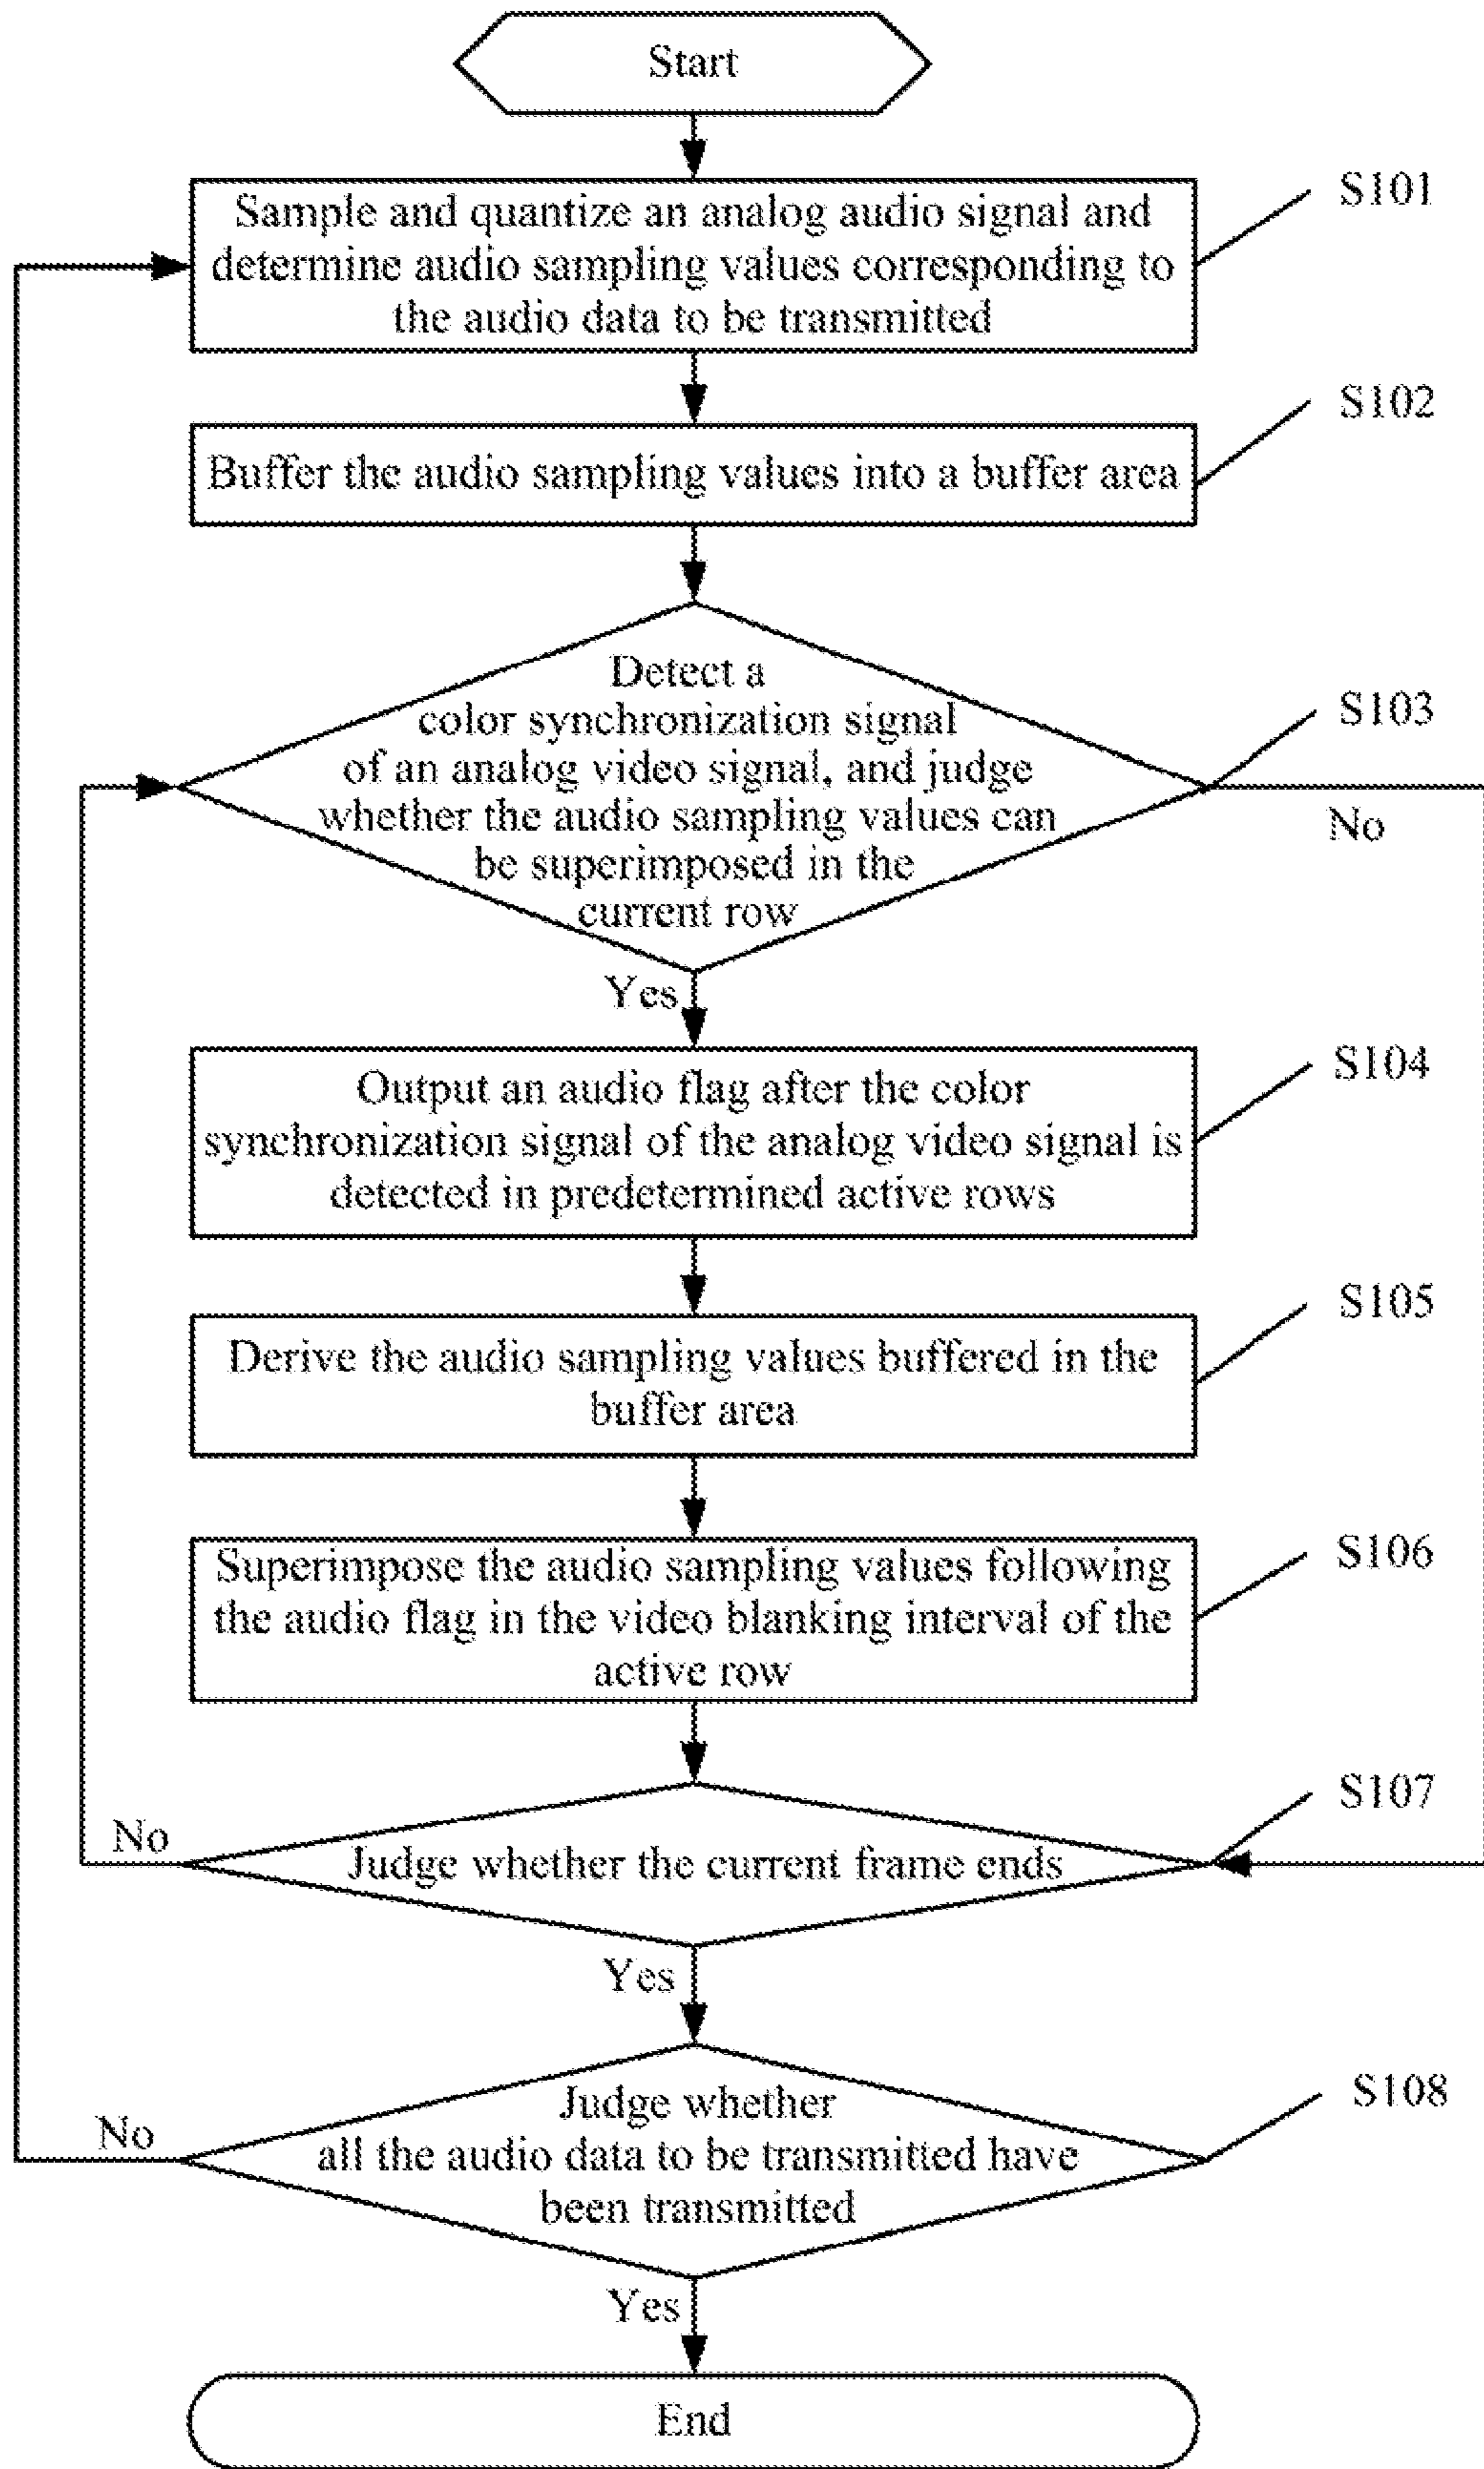 Start
S101
Sample and quantize an analog audio signal and
determine audio sampling values corresponding to
the audio data to be transmitted
S102
Buffer the audio sampling values into a buffer area
Detect a
color synchronization signal
of an analog video signal, and judge
whether the audio sampling values can
be superimposed in the
current row
S103
No
Yes
S104
Output an audio flag after the color
synchronization signal of the analog video signal is
detected in predetermined active rows
S105
Derive the audio sampling values buffered in the
buffer area
S106
Superimpose the audio sampling values following
the audio flag in the video blanking interval of the
active row
S107
No
Judge whether the current frame ends
Yes
S108
No
Judge whether
all the audio data to be transmitted have
been transmitted
Yes
End